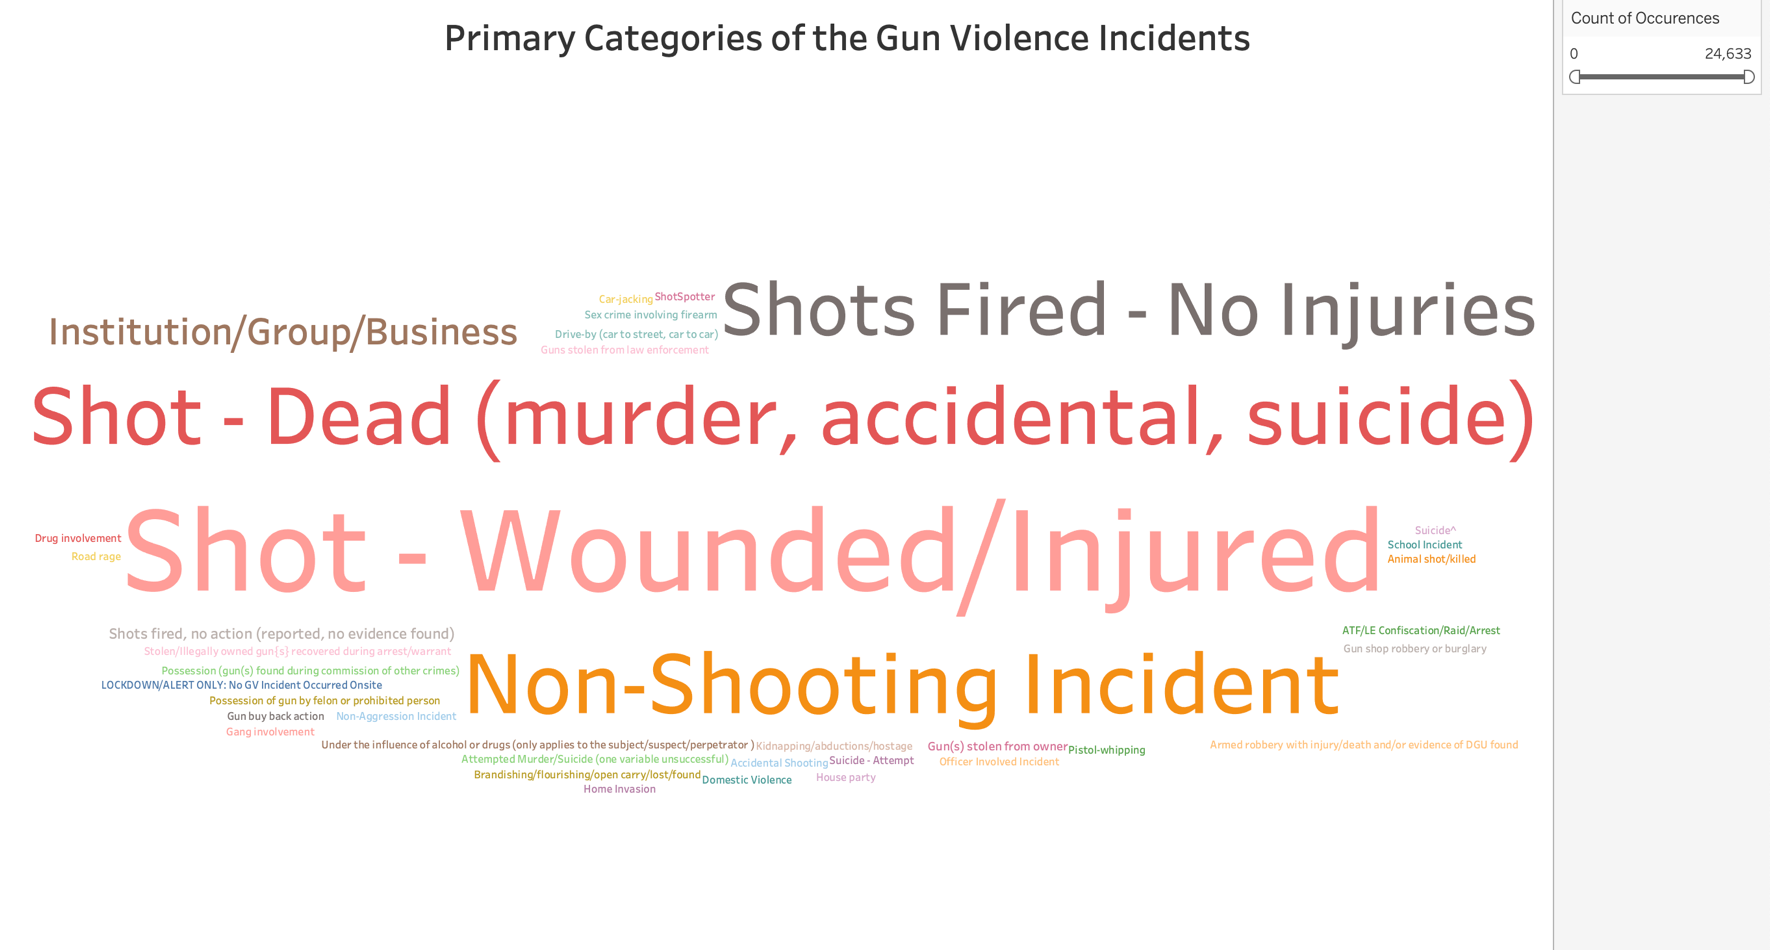 Primary Categories of the Gun Violence Incidents
Count of Occurences
0 24,633
Car-jacking ShotSpotter
Sex crime involving firearm
Drive-by (car to street, car to car)
Guns stolen from law enforcement
Shots Fired - No Injuries
Institution/Group/Business
Shot - Dead (murder, accidental, suicide)
Drug involvement
Road rage
Shot - Wounded/Injured
Suicide^
School Incident
Animal shot/killed
Shots fired, no action (reported, no evidence found)
Stolen/Illegally owned gun{s} recovered during arrest/warrant
Possession (gun(s) found during commission of other crimes)
LOCKDOWN/ALERT ONLY: No GV Incident Occurred Onsite
Possession of gun by felon or prohibited person
Gun buy back action Non-Aggression Incident
Gang involvement
Non-Shooting Incident
ATF/LE Confiscation/Raid/Arrest
Gun shop robbery or burglary
Under the influence of alcohol or drugs (only applies to the subject/suspect/perpetrator ) Kidnapping/abductions/hostage Gun(s) stolen from owner Pistol-whipping Armed robbery with injury/death and/or evidence of DGU found
Attempted Murder/Suicide (one variable unsuccessful) Accidental Shooting Suicide - Attempt Officer Involved Incident
Brandishing/flourishing/open carry/lost/found Domestic Violence House party
Home Invasion